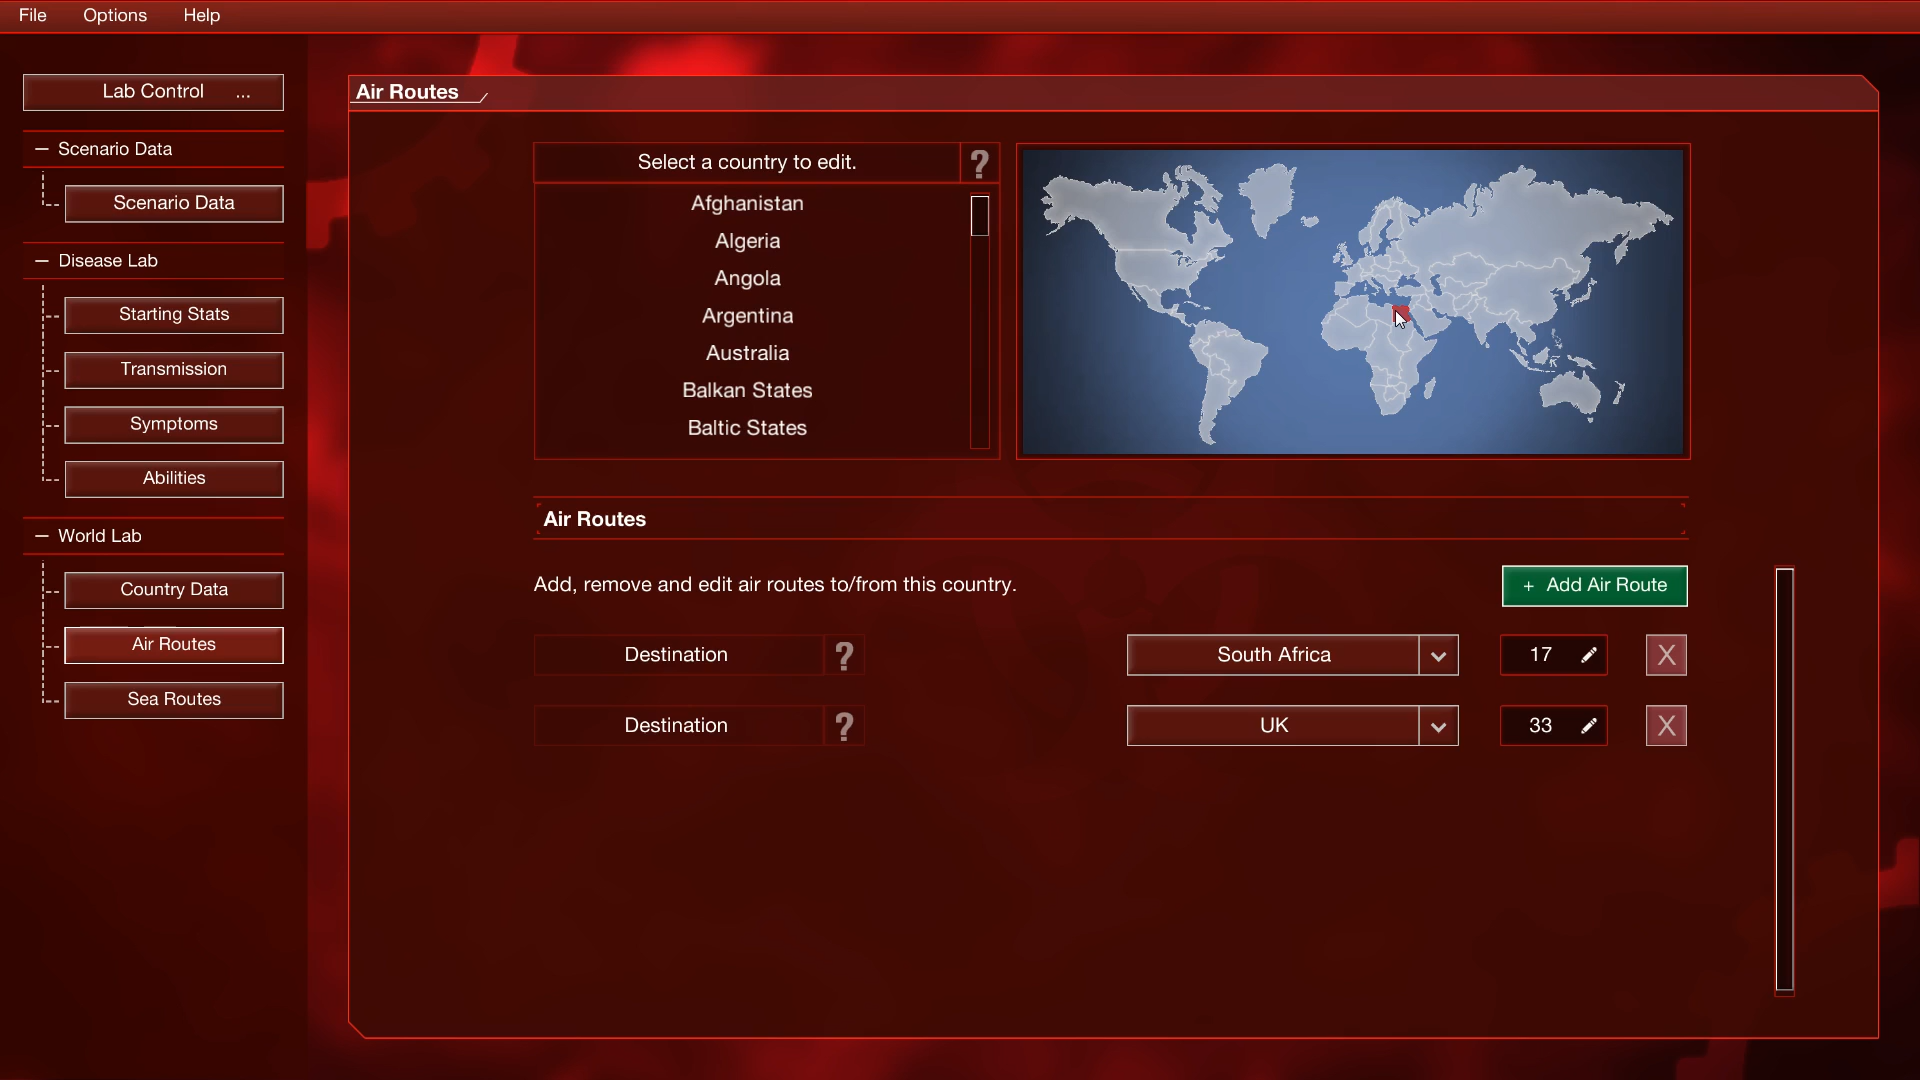 File Options Help
Lab Control ...
Scenario Data
Scenario Data
Disease Lab
Starting Stats
Transmission
Symptoms
Abilities
World Lab
Country Data
Air Routes
Sea Routes
Air Routes
Select a country to edit. ?
Afghanistan
Algeria
Angola
Argentina
Australia
Balkan States
Baltic States
Air Routes
Add, remove and edit air routes to/from this country.
+ Add Air Route
Destination ? South Africa 17 X
Destination ? UK 33 X